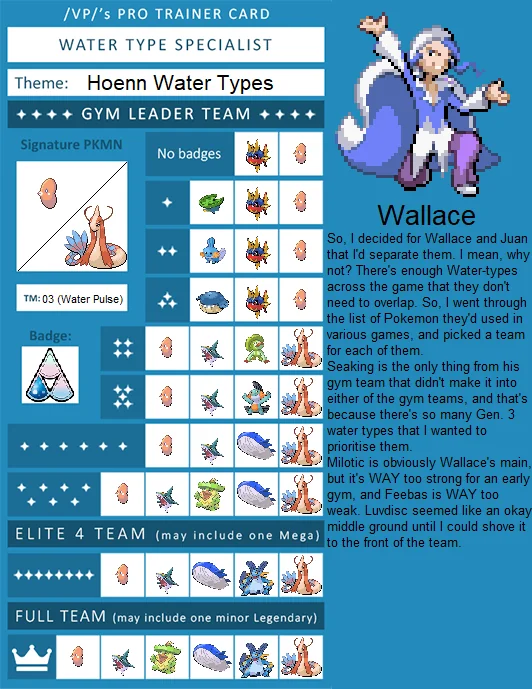 /VP/'s PRO TRAINER CARD
WATER TYPE SPECIALIST
Theme: Hoenn Water Types
GYM LEADER TEAM
Signature PKMN
No badges
TM: 03 (Water Pulse)
Badge:
ELITE 4 TEAM (may include one Mega)
FULL TEAM (may include one minor Legendary)
Wallace
So, I decided for Wallace and Juan
that I'd separate them. I mean, why
not? There's enough Water-types
across the game that they don't
need to overlap. So, I went through
the list of Pokemon they'd used in
various games, and picked a team
for each of them.
Seaking is the only thing from his
gym team that didn't make it into
either of the gym teams, and that's
because there's so many Gen. 3
water types that I wanted to
prioritise them.
Milotic is obviously Wallace's main,
but it's WAY too strong for an early
gym, and Feebas is WAY too
weak. Luvdisc seemed like an okay
middle ground until I could shove it
to the front of the team.